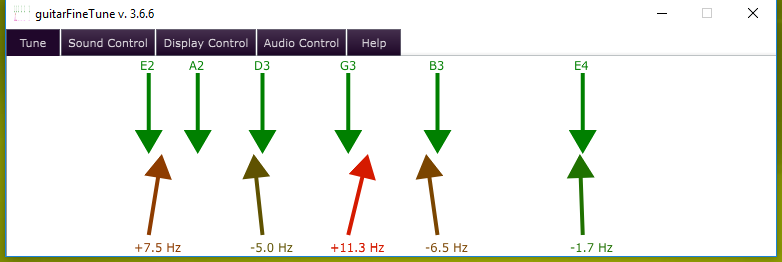 guitarFineTune v. 3.6.6
Tune Sound Control Display Control Audio Control Help
E2 A2 D3 G3 B3 E4
+7.5 Hz -5.0 Hz +11.3 Hz -6.5 Hz -1.7 Hz